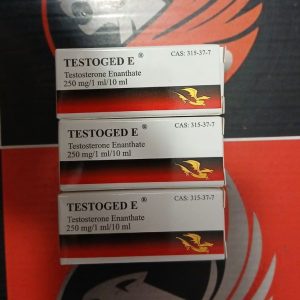 TESTOGED E ®
CAS: 315-37-7
Testosterone Enanthate
250 mg/1 ml/10 ml
TESTOGED E ®
CAS: 315-37-7
Testosterone Enanthate
250 mg/1 ml/10 ml
TESTOGED E ®
CAS: 315-37-7
Testosterone Enanthate
250 mg/1 ml/10 ml